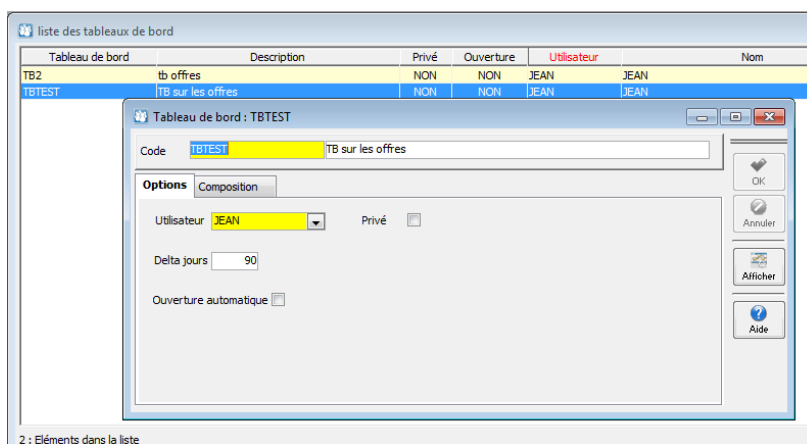 liste des tableaux de bord
Tableau de bord Description Privé Ouverture Utilisateur Nom
TB2 tb offres NON NON JEAN JEAN
TBTEST TB sur les offres NON NON JEAN JEAN
Tableau de bord : TBTEST
Code TBTEST TB sur les offres
OK
Options Composition
Utilisateur JEAN Privé
Annuler
Delta jours 90
Afficher
Ouverture automatique
Aide
2 : Eléments dans la liste